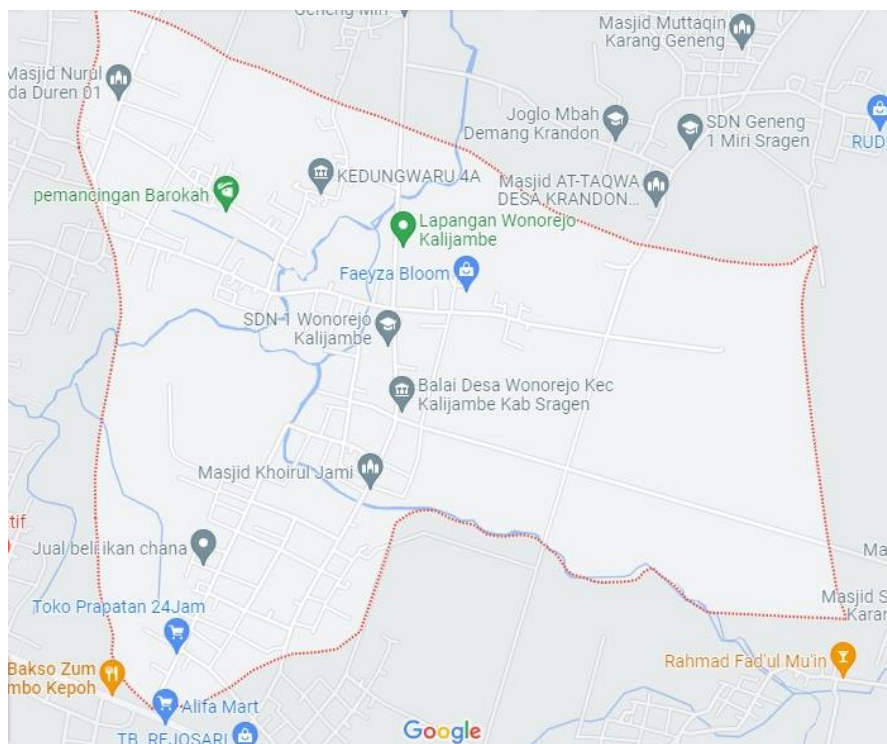 Geneng Miri
Masjid Muttaqin
Karang Geneng
Masjid Nurul
da Duren 01
Joglo Mbah
Demang Krandon
SDN Geneng
1 Miri Sragen
RUD
KEDUNGWARU 4A
Masjid AT-TAQWA
DESA KRANDON...
pemancingan Barokah
Lapangan Wonorejo
Kalijambe
Faeyza Bloom
SDN 1 Wonorejo
Kalijambe
Balai Desa Wonorejo Kec
Kalijambe Kab Sragen
Masjid Khoirul Jami
tif
Jual beli ikan chana
Ma
Toko Prapatan 24Jam
Masjid S
Karan
Bakso Zum
mbo Kepoh
Rahmad Fad'ul Mu'in
Alifa Mart
TB. REJOSARI
Google